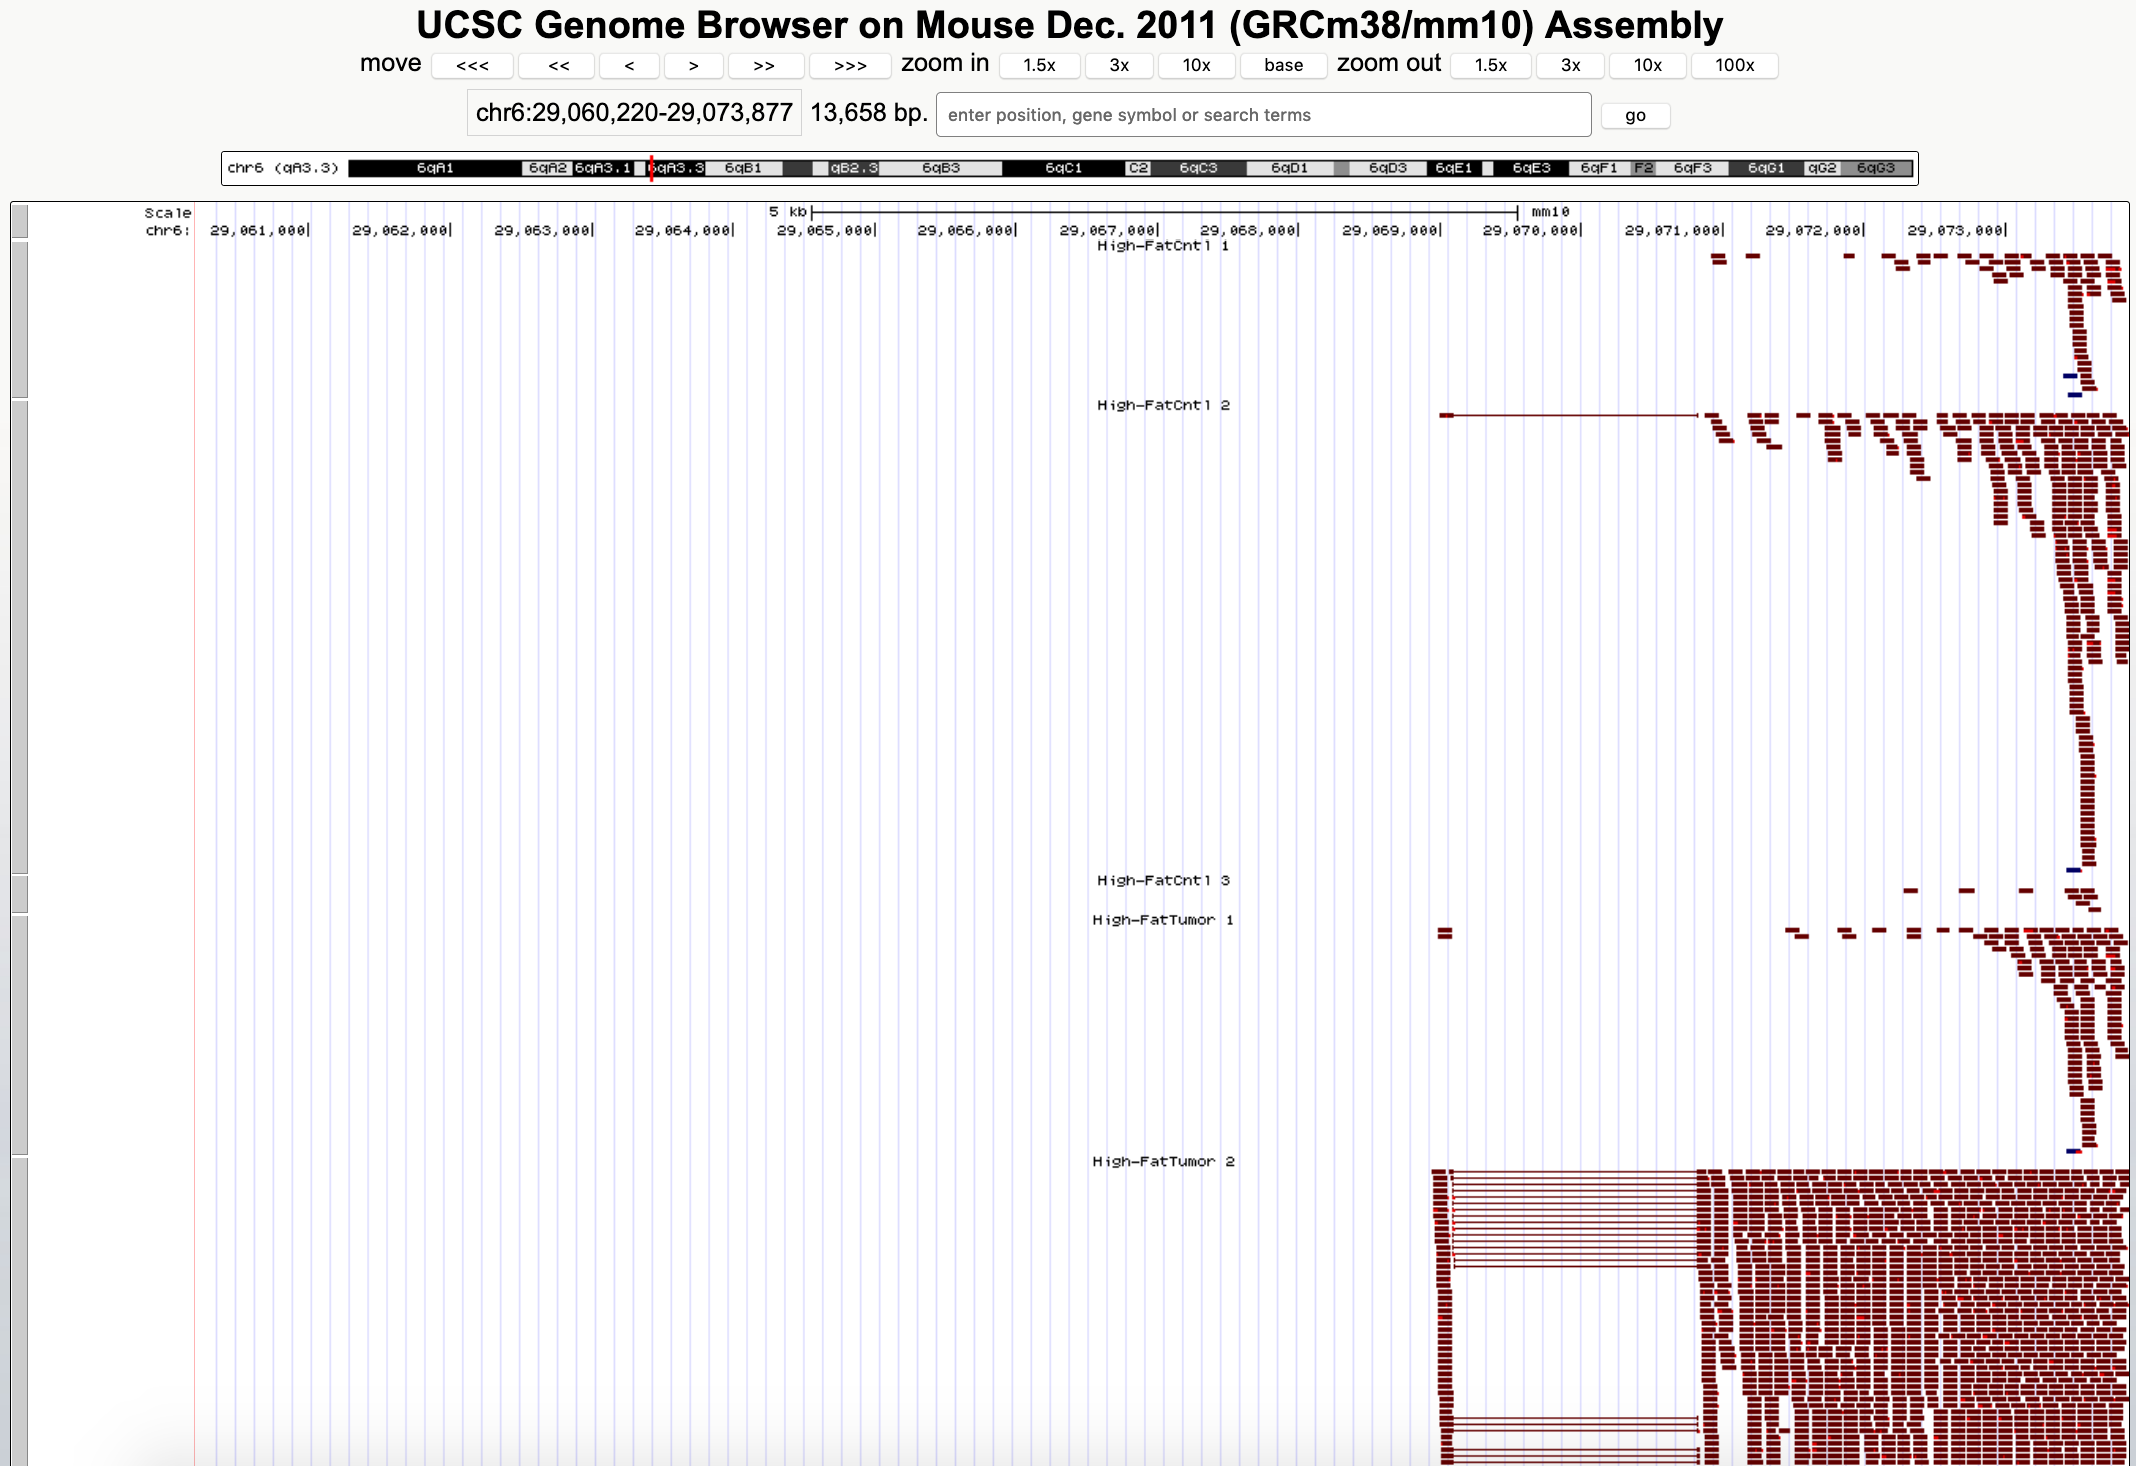 UCSC Genome Browser on Mouse Dec. 2011 (GRCm38/mm10) Assembly
move <<< << < > >> >>> zoom in 1.5x 3x 10x base zoom out 1.5x 3x 10x 100x
chr6:29,060,220-29,073,877 13,658 bp. enter position, gene symbol or search terms go
chr6 (qA3.3) 6qA1 6qA2 6qA3.1 6qA3.3 6qB1 qB2.3 6qB3 6qC1 C2 6qC3 6qD1 6qD3 6qE1 6qE3 6qF1 F2 6qF3 6qG1 qG2 6qG3
Scale 5 kb mm10
chr6: 29,061,000| 29,062,000| 29,063,000| 29,064,000| 29,065,000| 29,066,000| 29,067,000| 29,068,000| 29,069,000| 29,070,000| 29,071,000| 29,072,000| 29,073,000|
High-FatCntl 1
High-FatCntl 2
High-FatCntl 3
High-FatTumor 1
High-FatTumor 2